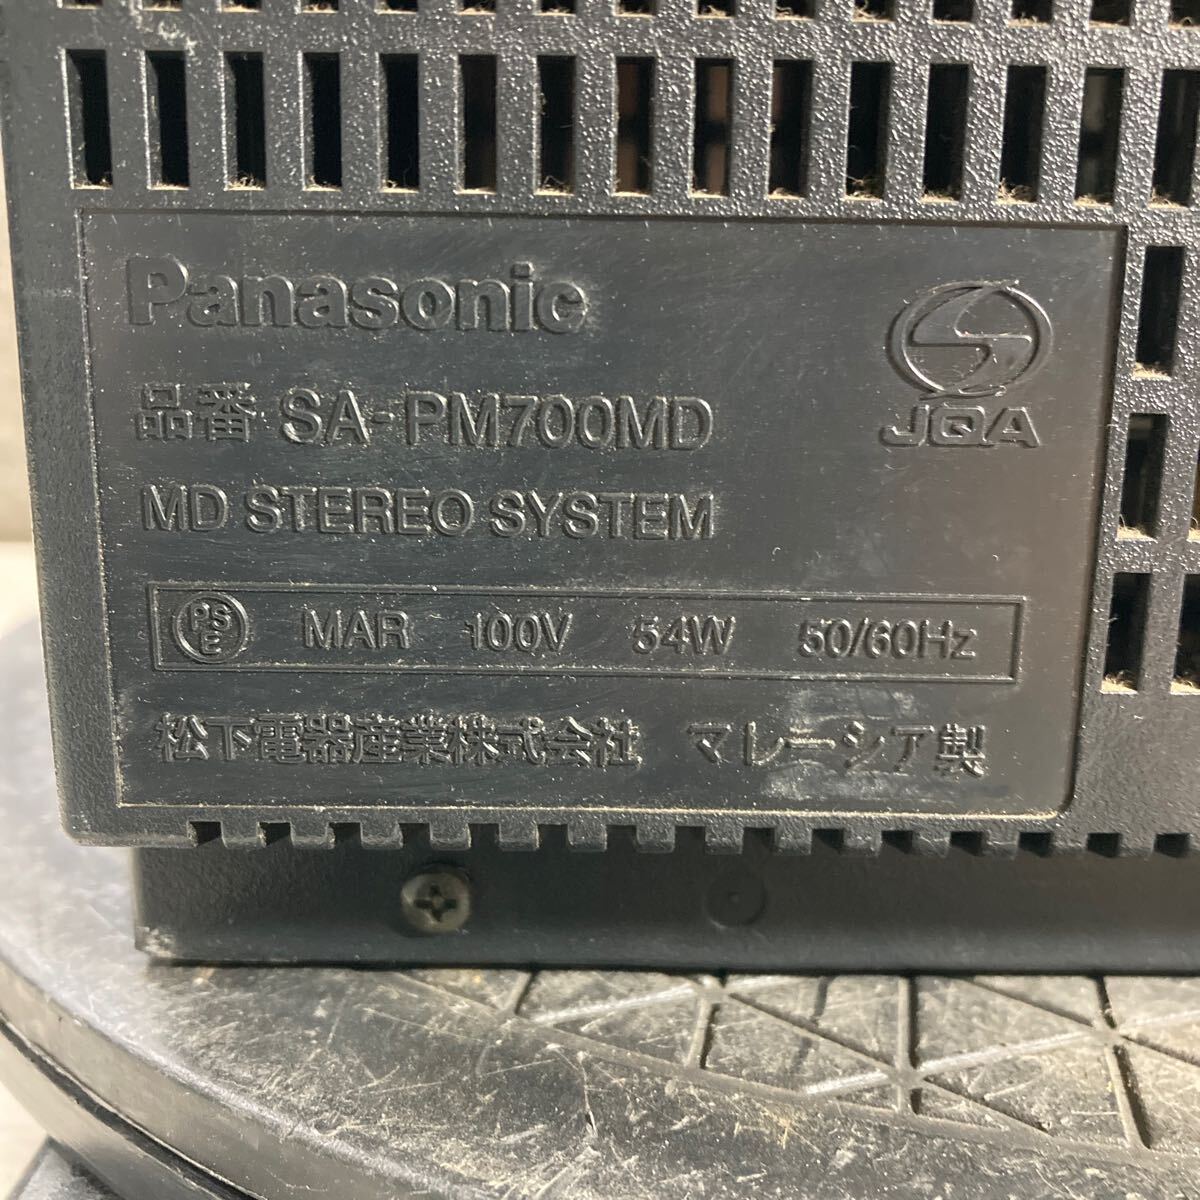 Panasonic
JQA
品番 SA-PM700MD
MD STEREO SYSTEM
PSE MAR 100V 54W 50/60Hz
松下電器産業株式会社 マレーシア製